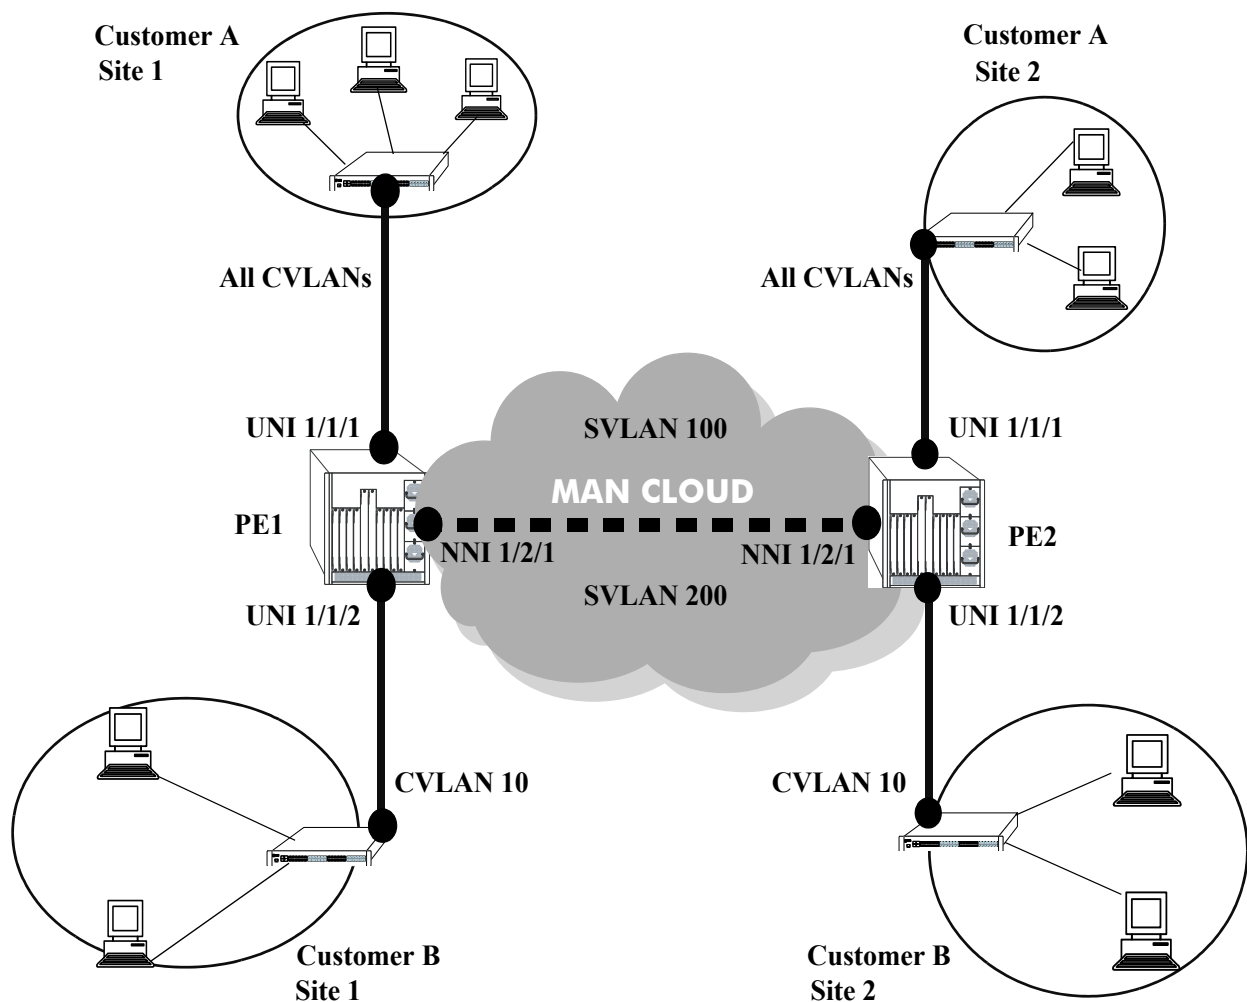 Customer A
Site 1
Customer A
Site 2
All CVLANs
All CVLANs
UNI 1/1/1
SVLAN 100
UNI 1/1/1
MAN CLOUD
PE1
NNI 1/2/1
NNI 1/2/1
PE2
UNI 1/1/2
SVLAN 200
UNI 1/1/2
CVLAN 10
CVLAN 10
Customer B
Site 1
Customer B
Site 2